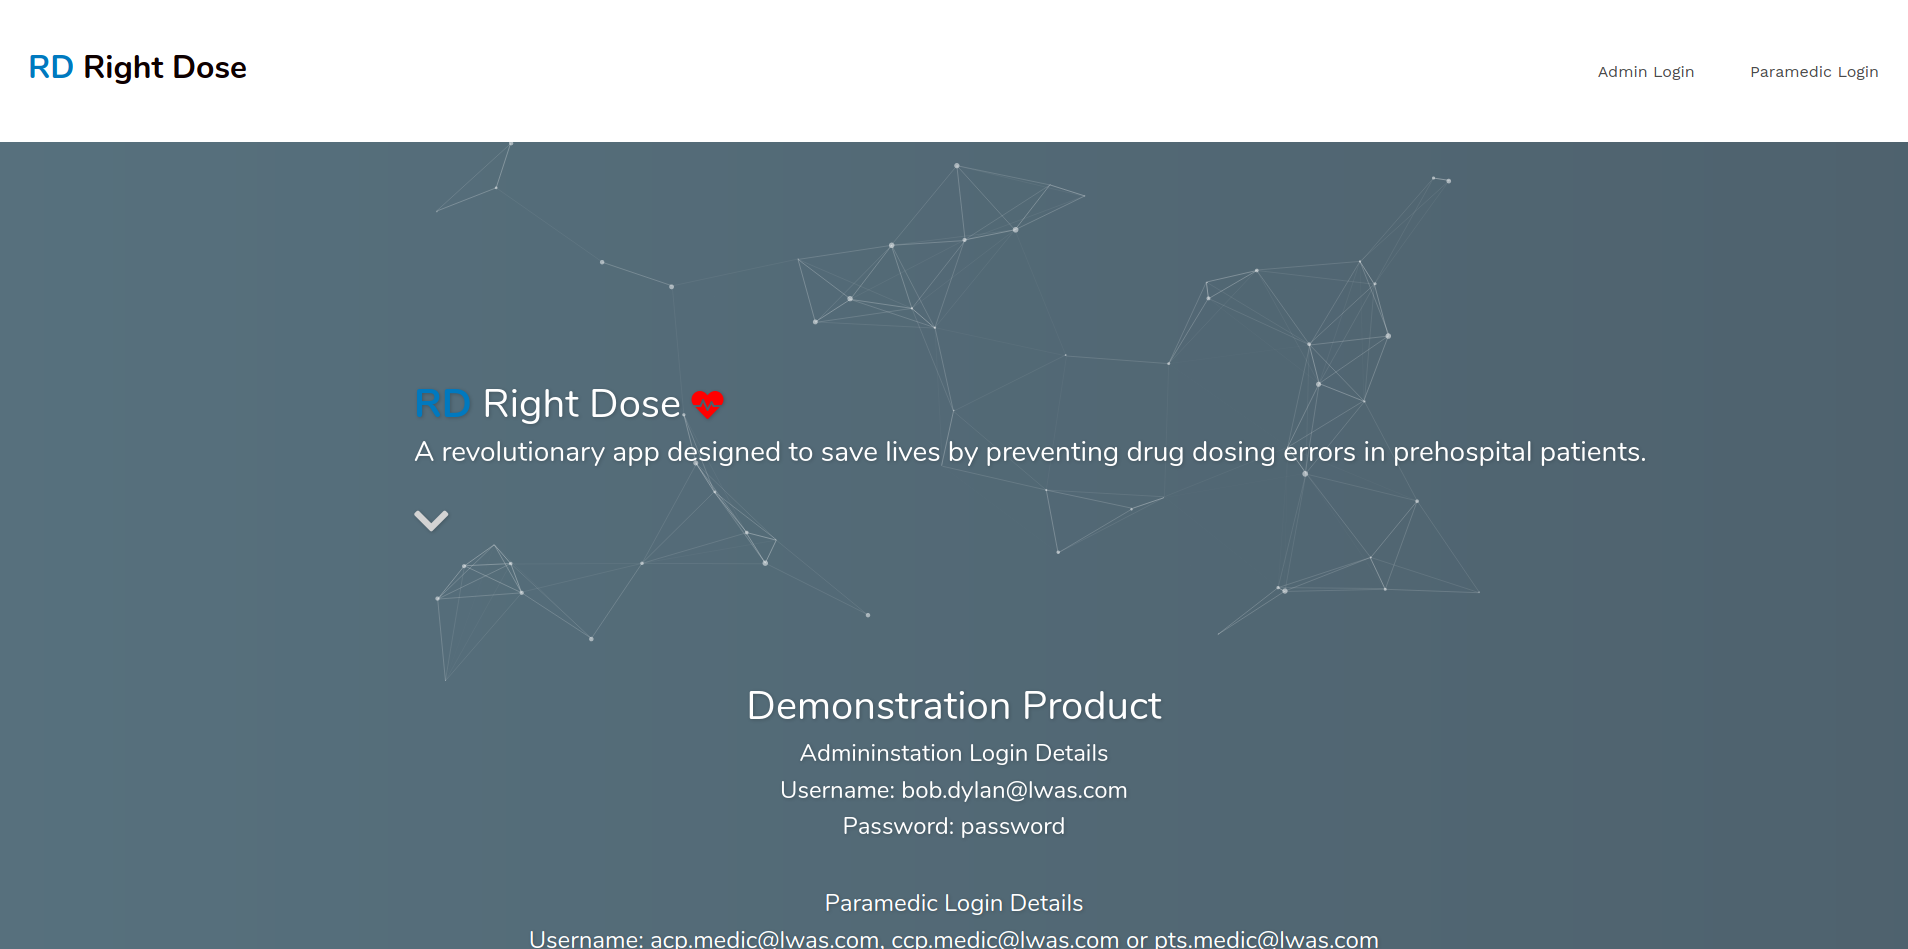 RD Right Dose
Admin Login
Paramedic Login
RD Right Dose
A revolutionary app designed to save lives by preventing drug dosing errors in prehospital patients.
Demonstration Product
Admininstation Login Details
Username: bob.dylan@lwas.com
Password: password
Paramedic Login Details
Username: acp.medic@lwas.com, ccp.medic@lwas.com or pts.medic@lwas.com